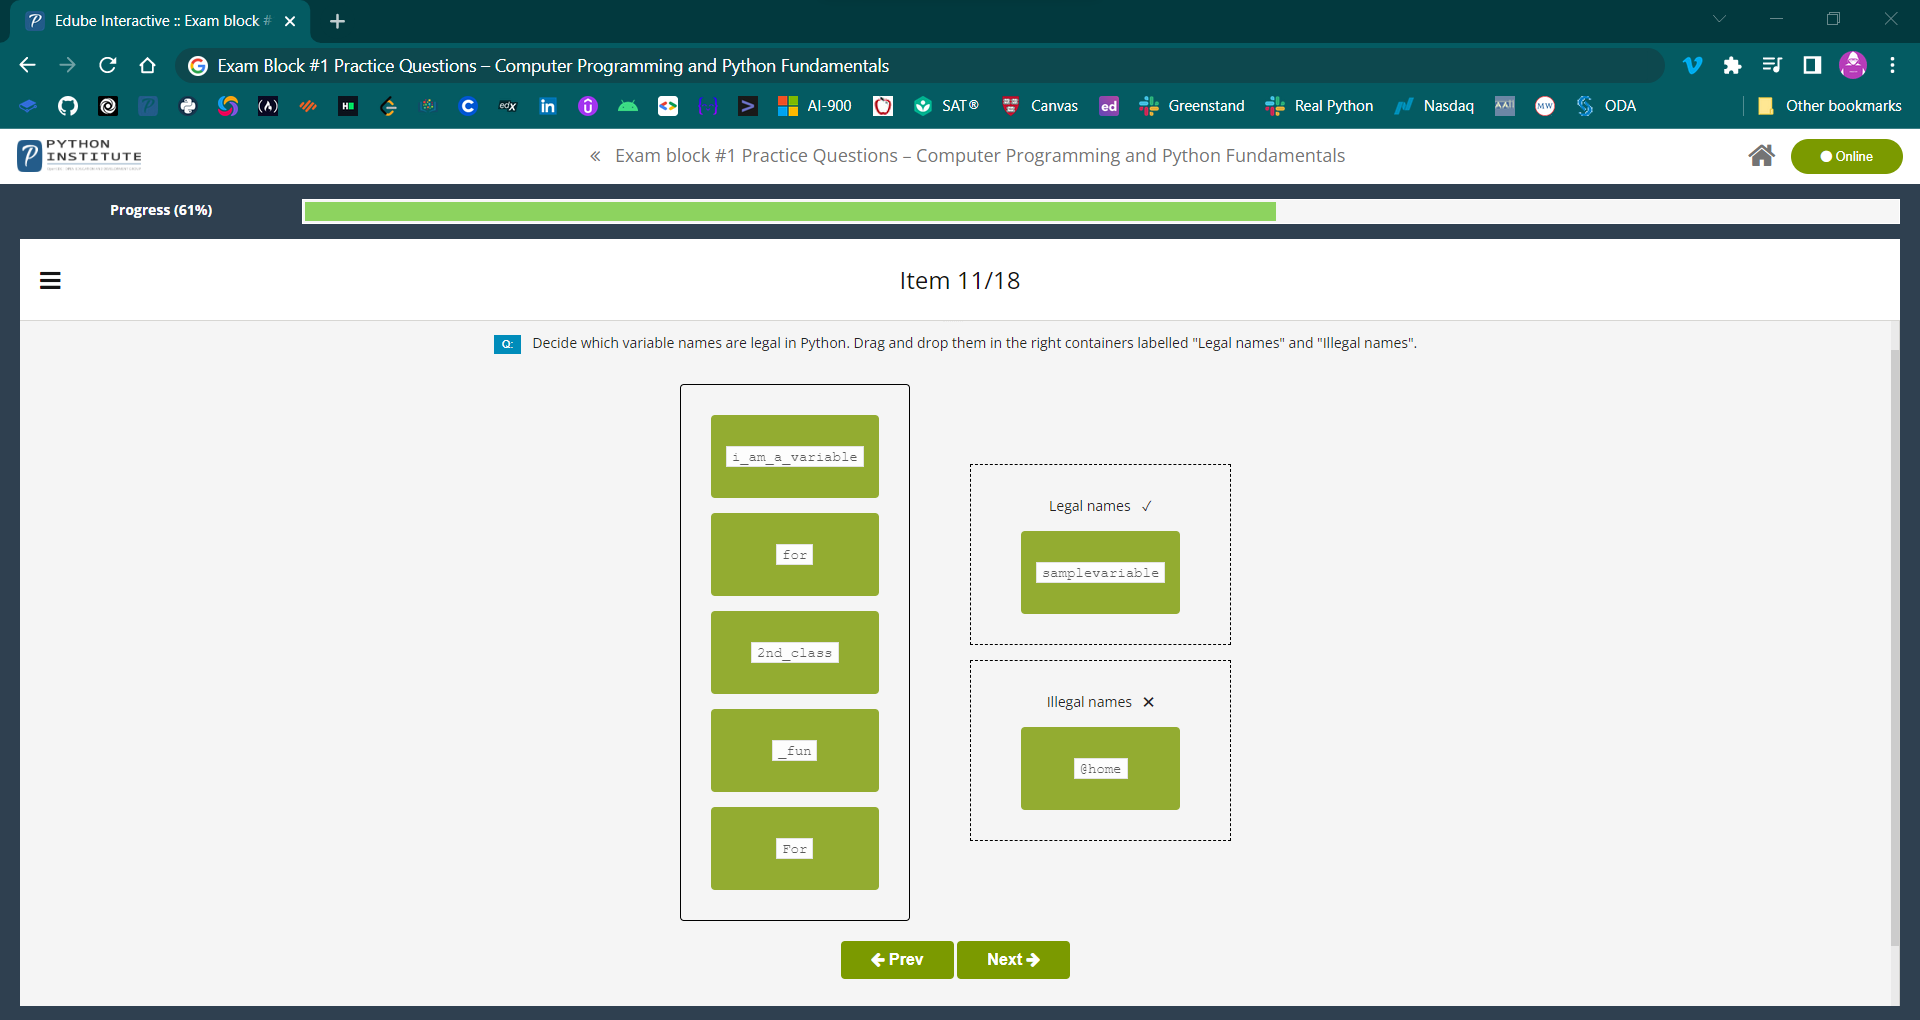 Edube Interactive :: Exam block #
Exam Block #1 Practice Questions – Computer Programming and Python Fundamentals
AI-900
SAT®
Canvas
ed
Greenstand
Real Python
Nasdaq
ODA
Other bookmarks
PYTHON
INSTITUTE
« Exam block #1 Practice Questions – Computer Programming and Python Fundamentals
Online
Progress (61%)
Item 11/18
Q: Decide which variable names are legal in Python. Drag and drop them in the right containers labelled "Legal names" and "Illegal names".
i_am_a_variable
for
2nd_class
_fun
For
Legal names ✓
samplevariable
Illegal names ✕
@home
Prev
Next